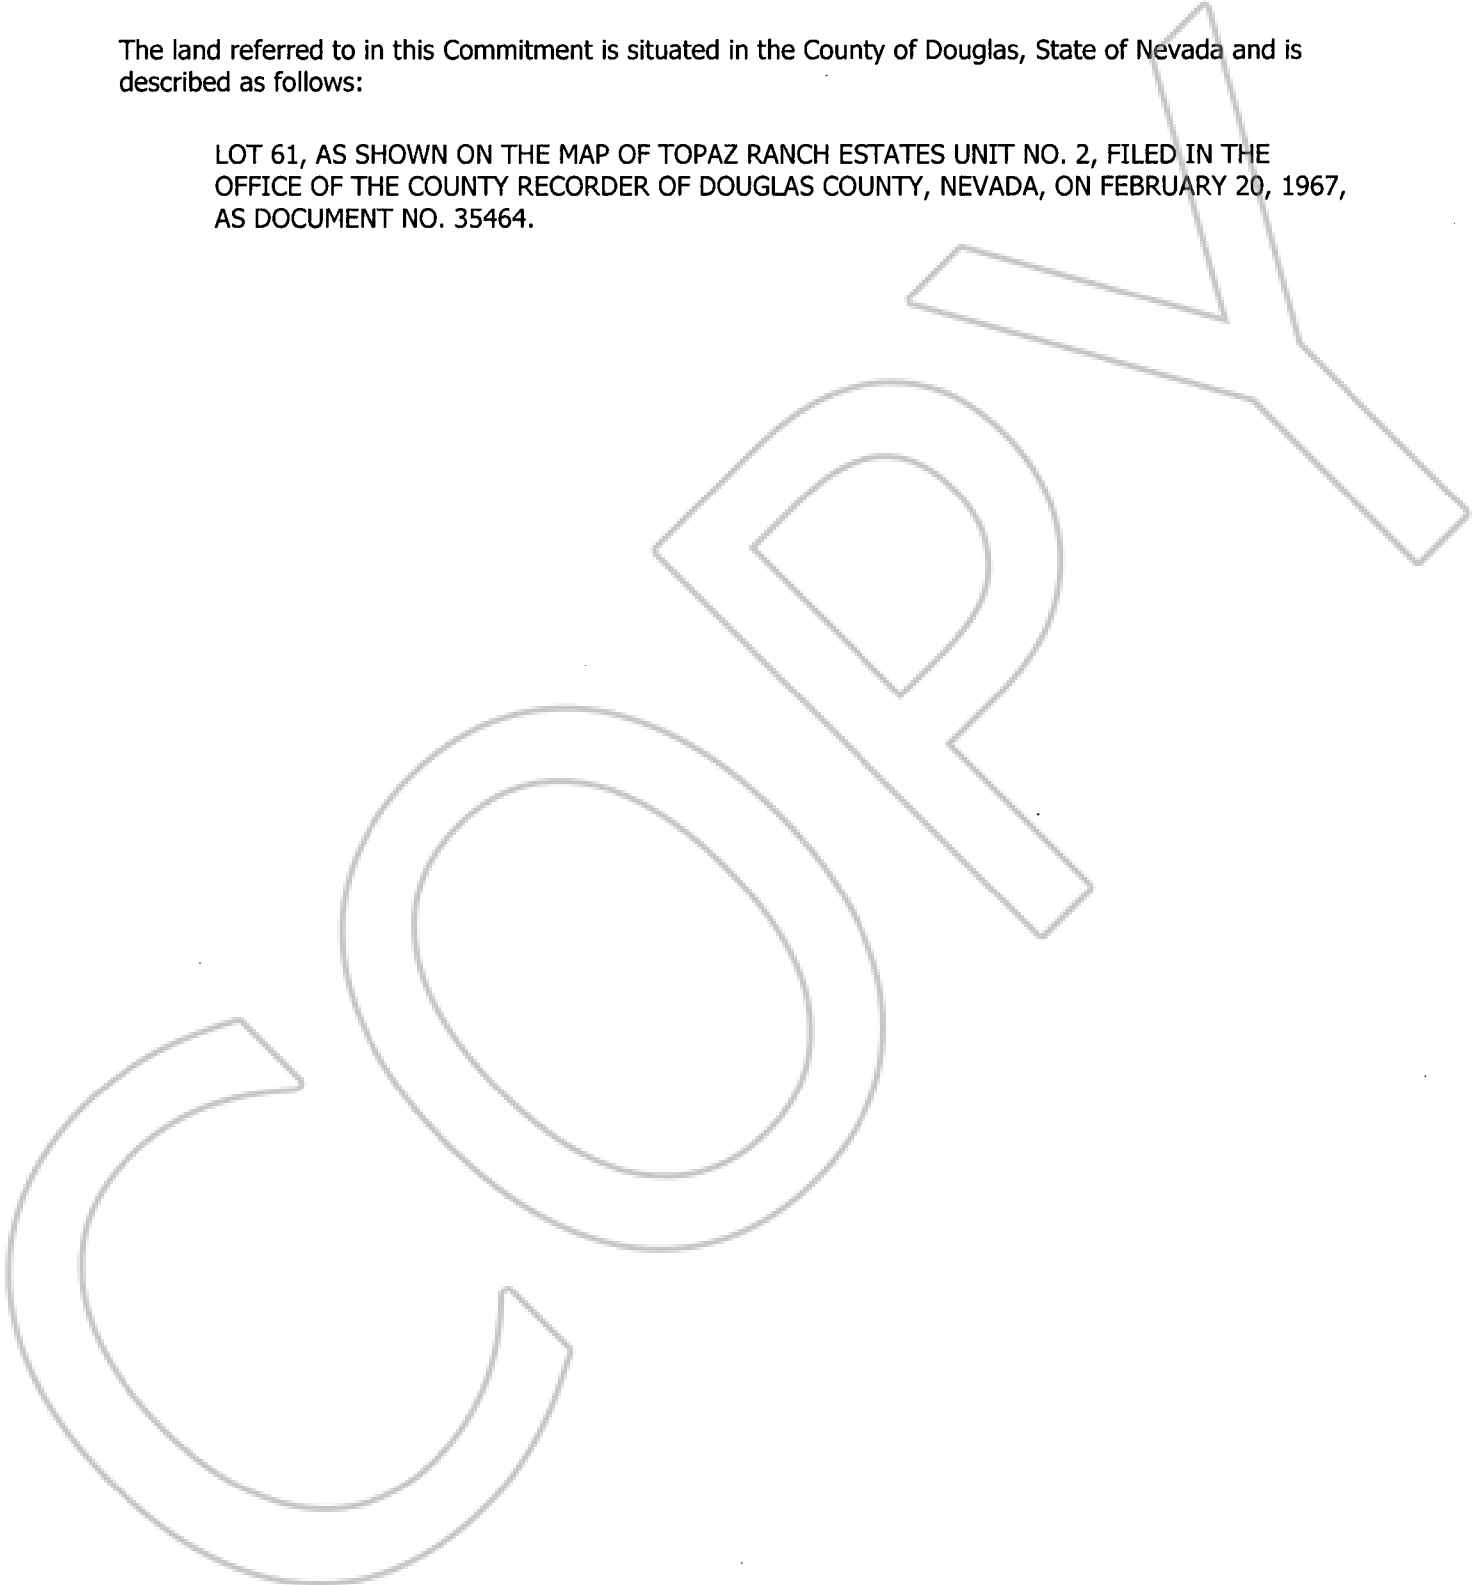 The land referred to in this Commitment is situated in the County of Douglas, State of Nevada and is
described as follows:
LOT 61, AS SHOWN ON THE MAP OF TOPAZ RANCH ESTATES UNIT NO. 2, FILED IN THE
OFFICE OF THE COUNTY RECORDER OF DOUGLAS COUNTY, NEVADA, ON FEBRUARY 20, 1967,
AS DOCUMENT NO. 35464.
COPY